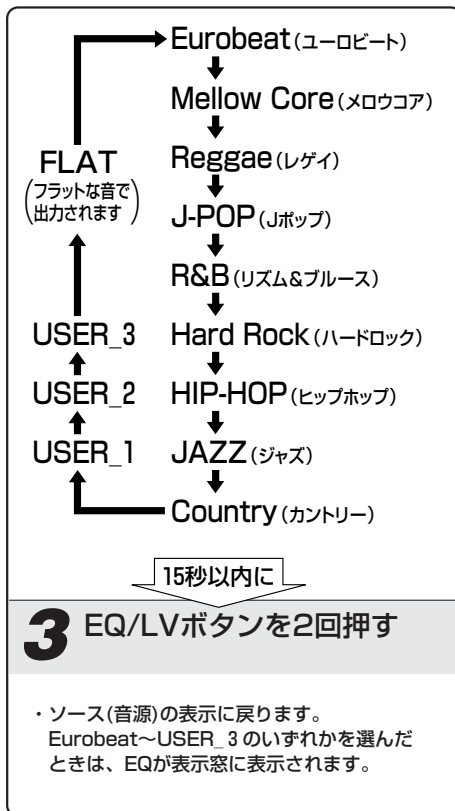 Eurobeat(ユーロビート)
Mellow Core(メロウコア)
Reggae(レゲイ)
J-POP(Jポップ)
R&B(リズム&ブルース)
Hard Rock(ハードロック)
HIP-HOP(ヒップホップ)
JAZZ(ジャズ)
Country(カントリー)
USER_1
USER_2
USER_3
FLAT
(フラットな音で
出力されます)
15秒以内に
3 EQ/LVボタンを2回押す
・ソース(音源)の表示に戻ります。
Eurobeat〜USER_3のいずれかを選んだ
ときは、EQが表示窓に表示されます。